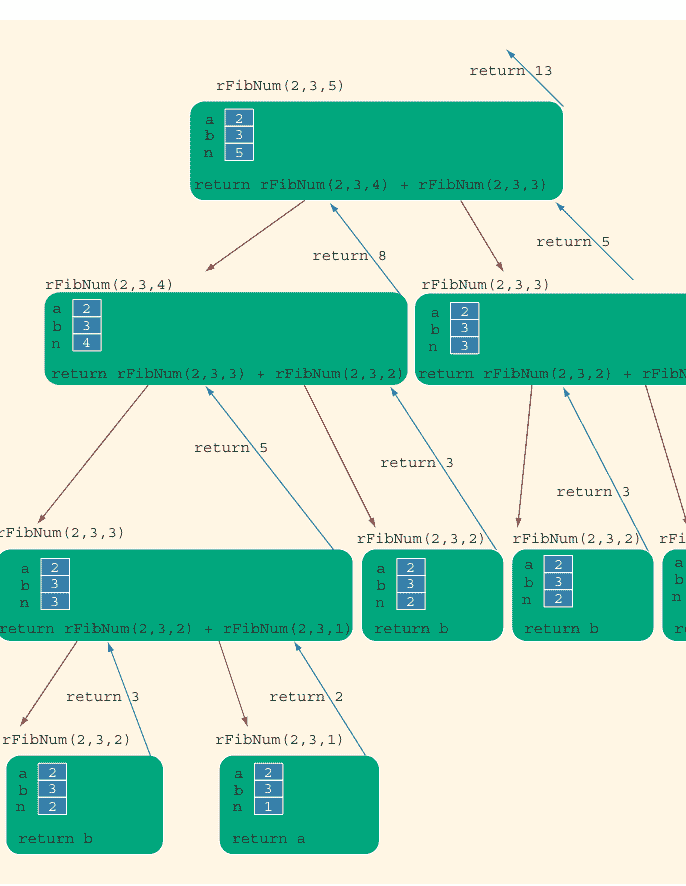 return 13
rFibNum(2,3,5)
a 2
b 3
n 5
return rFibNum(2,3,4) + rFibNum(2,3,3)
return 8
return 5
rFibNum(2,3,4)
a 2
b 3
n 4
return rFibNum(2,3,3) + rFibNum(2,3,2)
rFibNum(2,3,3)
a 2
b 3
n 3
return rFibNum(2,3,2) +
return 5
return 3
return 3
rFibNum(2,3,3)
a 2
b 3
n 3
return rFibNum(2,3,2) + rFibNum(2,3,1)
rFibNum(2,3,2)
a 2
b 3
n 2
return b
rFibNum(2,3,2)
a 2
b 3
n 2
return b
a
b
n
return 3
return 2
rFibNum(2,3,2)
a 2
b 3
n 2
return b
rFibNum(2,3,1)
a 2
b 3
n 1
return a